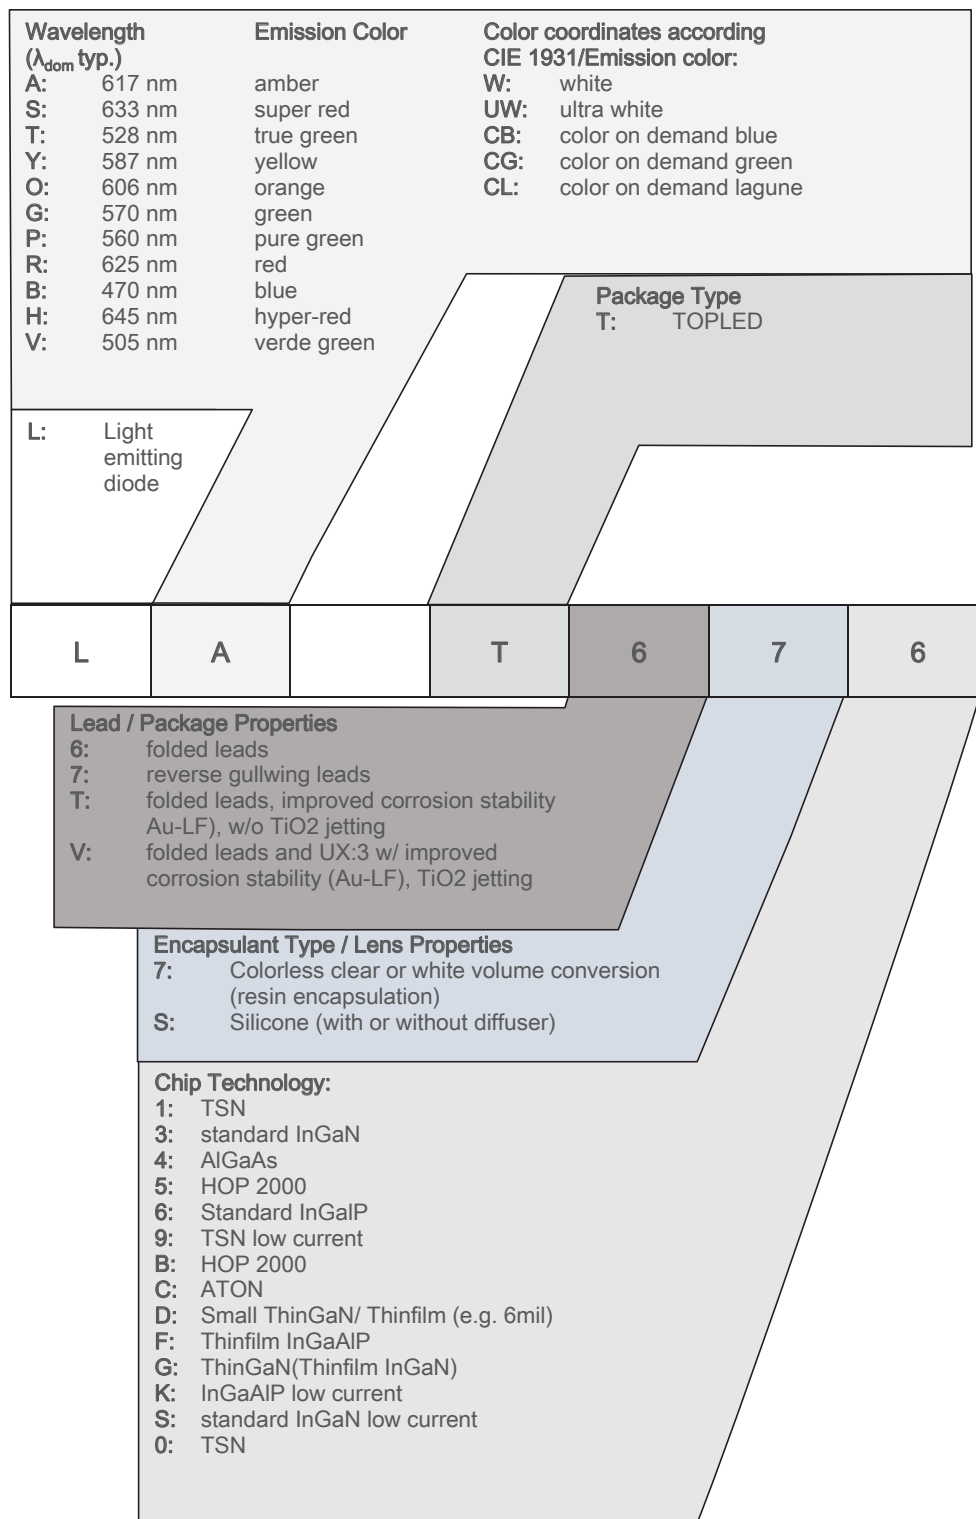 Wavelength Emission Color
(λdom typ.)
A: 617 nm amber
S: 633 nm super red
T: 528 nm true green
Y: 587 nm yellow
O: 606 nm orange
G: 570 nm green
P: 560 nm pure green
R: 625 nm red
B: 470 nm blue
H: 645 nm hyper-red
V: 505 nm verde green
Color coordinates according
CIE 1931/Emission color:
W: white
UW: ultra white
CB: color on demand blue
CG: color on demand green
CL: color on demand lagune
Package Type
T: TOPLED
L: Light
emitting
diode
L A T 6 7 6
Lead / Package Properties
6: folded leads
7: reverse gullwing leads
T: folded leads, improved corrosion stability
Au-LF), w/o TiO2 jetting
V: folded leads and UX:3 w/ improved
corrosion stability (Au-LF), TiO2 jetting
Encapsulant Type / Lens Properties
7: Colorless clear or white volume conversion
(resin encapsulation)
S: Silicone (with or without diffuser)
Chip Technology:
1: TSN
3: standard InGaN
4: AlGaAs
5: HOP 2000
6: Standard InGalP
9: TSN low current
B: HOP 2000
C: ATON
D: Small ThinGaN/ Thinfilm (e.g. 6mil)
F: Thinfilm InGaAlP
G: ThinGaN(Thinfilm InGaN)
K: InGaAlP low current
S: standard InGaN low current
0: TSN